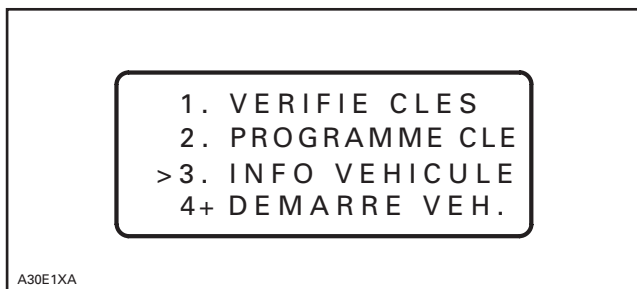 1. VERIFIE CLES
2. PROGRAMME CLE
>3. INFO VEHICULE
4+ DEMARRE VEH.
A30E1XA